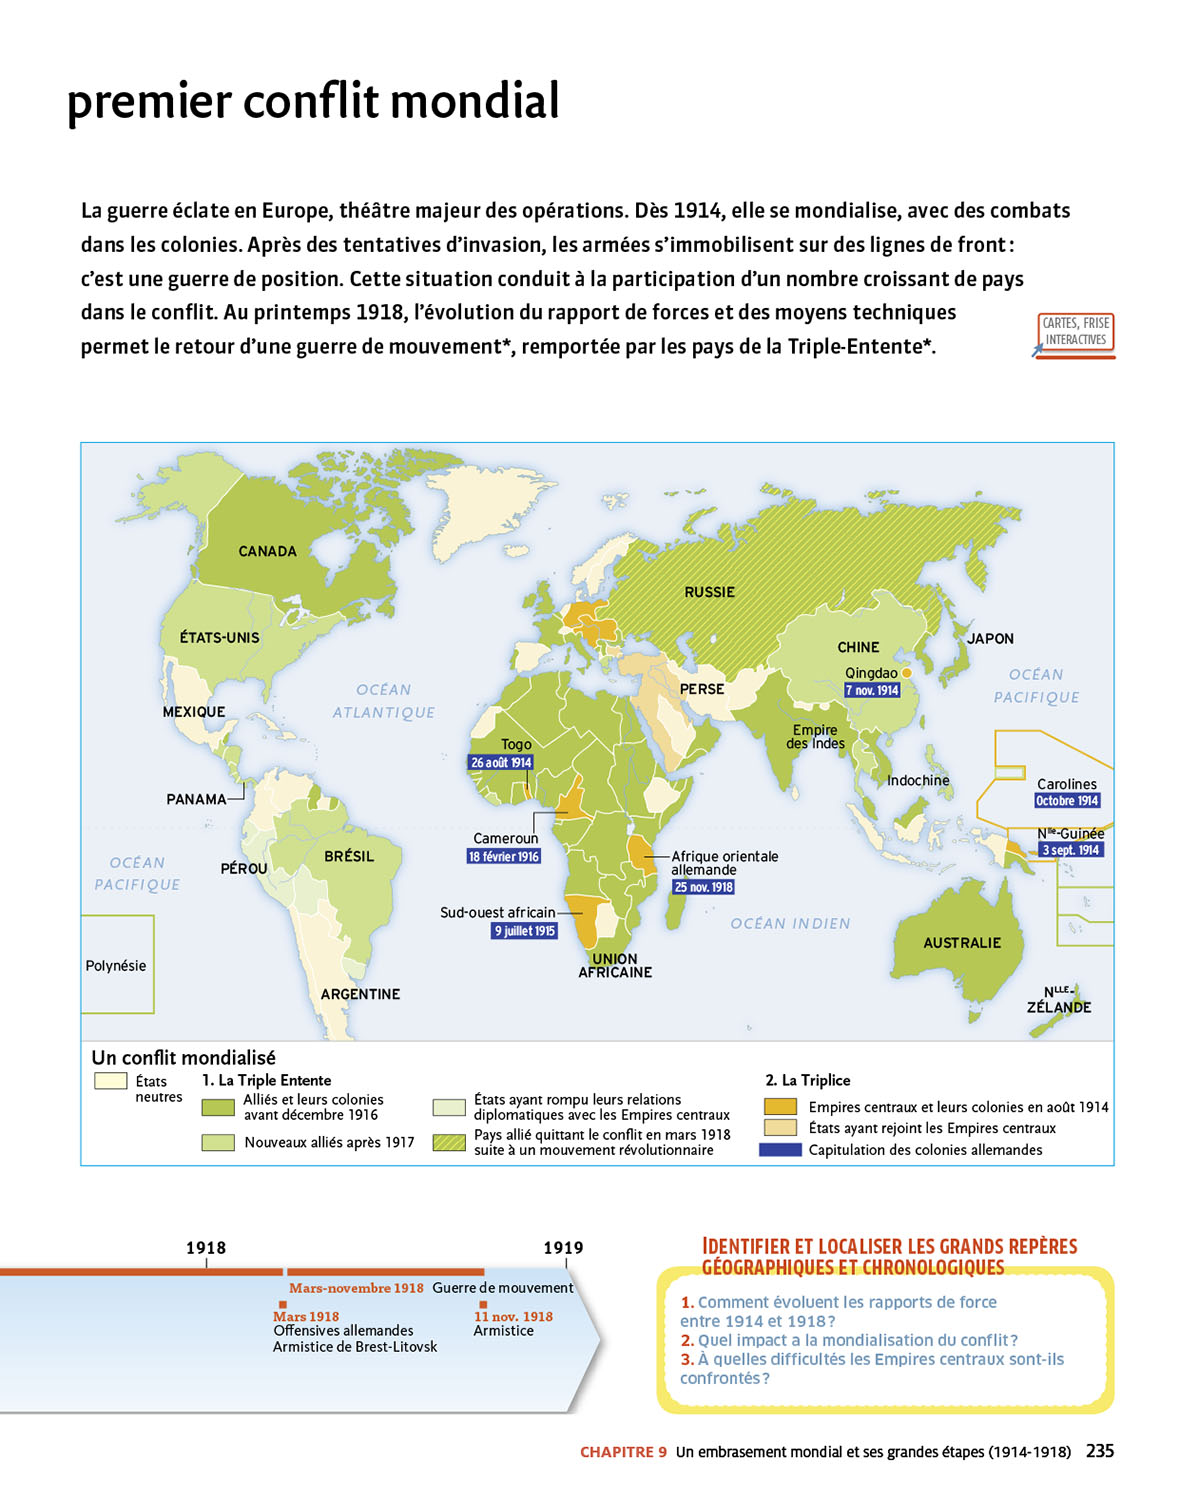 premier conflit mondial
La guerre éclate en Europe, théâtre majeur des opérations. Dès 1914, elle se mondialise, avec des combats
dans les colonies. Après des tentatives d'invasion, les armées s'immobilisent sur des lignes de front :
c'est une guerre de position. Cette situation conduit à la participation d'un nombre croissant de pays
dans le conflit. Au printemps 1918, l'évolution du rapport de forces et des moyens techniques
permet le retour d'une guerre de mouvement*, remportée par les pays de la Triple-Entente*.
CARTES, FRISE
INTERACTIVES
CANADA
RUSSIE
ÉTATS-UNIS
JAPON
CHINE
Qingdao
7 nov. 1914
OCÉAN
PACIFIQUE
OCÉAN
ATLANTIQUE
PERSE
MEXIQUE
Empire
des Indes
Togo
26 août 1914
Indochine
Carolines
Octobre 1914
PANAMA
Nlle-Guinée
3 sept. 1914
Cameroun
18 février 1916
BRÉSIL
PÉROU
OCÉAN
PACIFIQUE
Afrique orientale
allemande
25 nov. 1918
Sud-ouest africain
9 juillet 1915
OCÉAN INDIEN
AUSTRALIE
UNION
AFRICAINE
Polynésie
ARGENTINE
NLLE-
ZÉLANDE
Un conflit mondialisé
États
neutres
1. La Triple Entente
Alliés et leurs colonies
avant décembre 1916
Nouveaux alliés après 1917
États ayant rompu leurs relations
diplomatiques avec les Empires centraux
Pays allié quittant le conflit en mars 1918
suite à un mouvement révolutionnaire
2. La Triplice
Empires centraux et leurs colonies en août 1914
États ayant rejoint les Empires centraux
Capitulation des colonies allemandes
1918
1919
Mars-novembre 1918 Guerre de mouvement
Mars 1918
Offensives allemandes
Armistice de Brest-Litovsk
11 nov. 1918
Armistice
IDENTIFIER ET LOCALISER LES GRANDS REPÈRES
GÉOGRAPHIQUES ET CHRONOLOGIQUES
1. Comment évoluent les rapports de force
entre 1914 et 1918 ?
2. Quel impact a la mondialisation du conflit ?
3. À quelles difficultés les Empires centraux sont-ils
confrontés ?
CHAPITRE 9 Un embrasement mondial et ses grandes étapes (1914-1918) 235